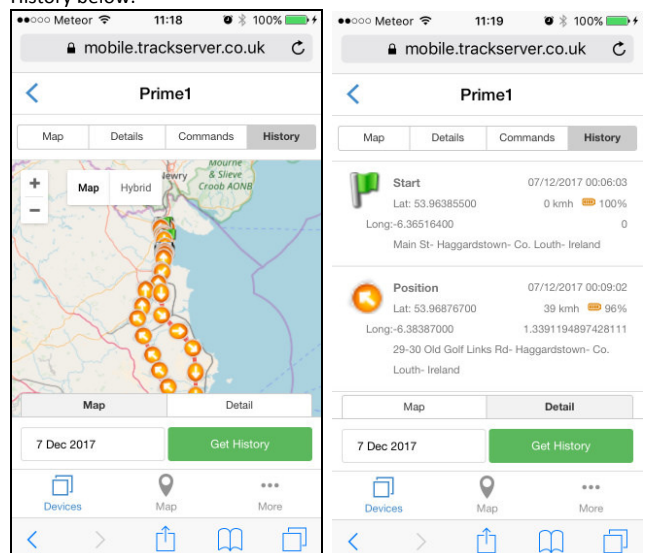 History below:
●●○○○ Meteor 11:18 100%
mobile.trackserver.co.uk
Prime1
Map Details Commands History
+
−
Map Hybrid
Newry
Mourne
& Slieve
Croob AONB
Map Detail
7 Dec 2017 Get History
Devices Map More
●●○○○ Meteor 11:19 100%
mobile.trackserver.co.uk
Prime1
Map Details Commands History
Start 07/12/2017 00:06:03
Lat: 53.96385500 0 kmh 100%
Long:-6.36516400 0
Main St- Haggardstown- Co. Louth- Ireland
Position 07/12/2017 00:09:02
Lat: 53.96876700 39 kmh 96%
Long:-6.38387000 1.3391194897428111
29-30 Old Golf Links Rd- Haggardstown- Co.
Louth- Ireland
Map Detail
7 Dec 2017 Get History
Devices Map More